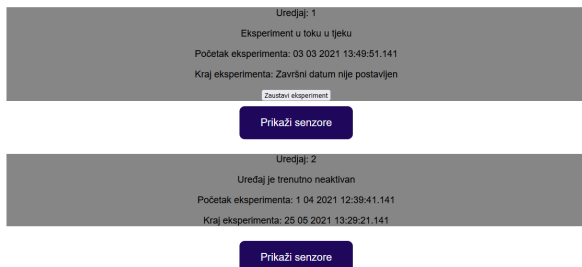 Uredjaj: 1
Eksperiment u toku u tjeku
Početak eksperimenta: 03 03 2021 13:49:51.141
Kraj eksperimenta: Završni datum nije postavljen
Zaustavi eksperiment
Prikaži senzore
Uredjaj: 2
Uređaj je trenutno neaktivan
Početak eksperimenta: 1 04 2021 12:39:41.141
Kraj eksperimenta: 25 05 2021 13:29:21.141
Prikaži senzore